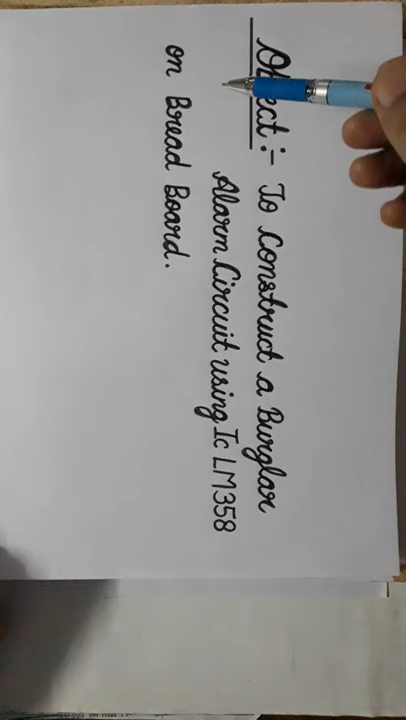 Object :- To Construct a Burglar
Alarm Circuit using Ic LM358
on Bread Board.